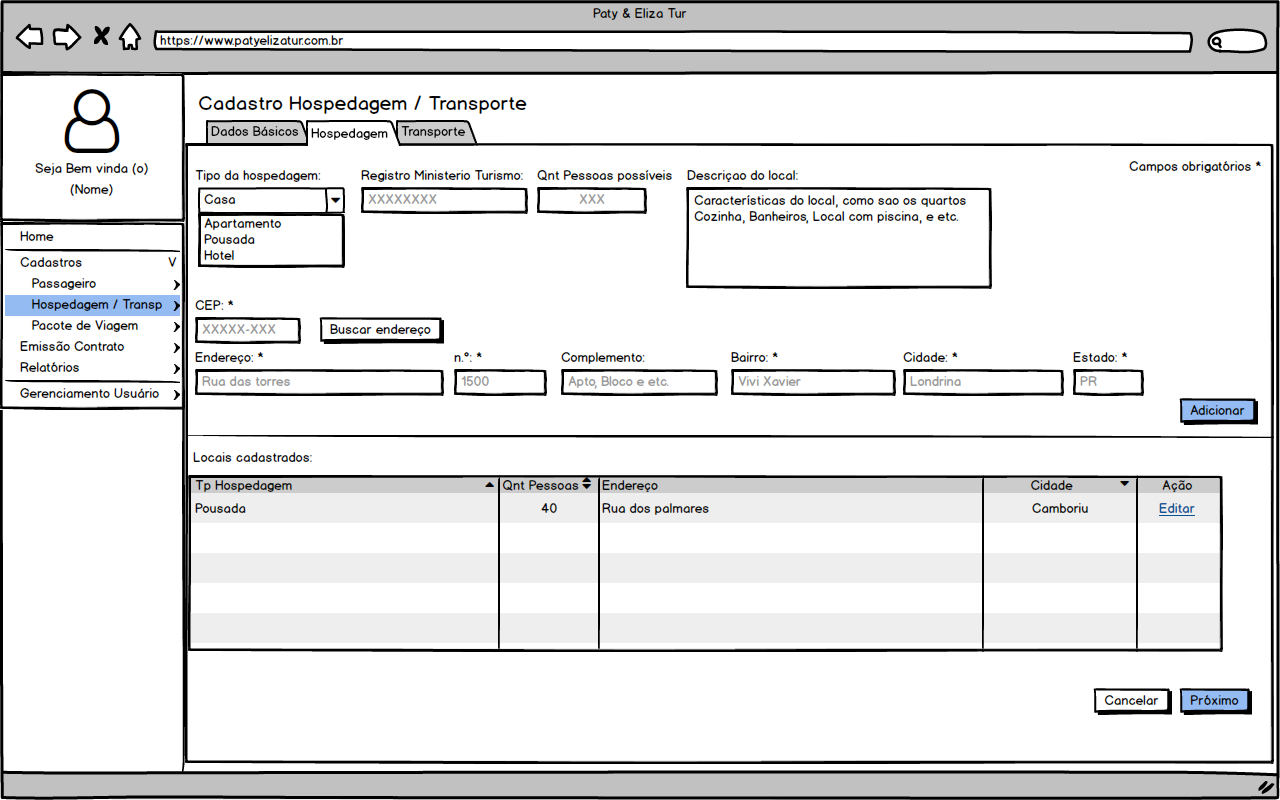 Paty & Eliza Tur
https://www.patyelizatur.com.br
Seja Bem vinda (o)
(Nome)
Home
Cadastros V
Passageiro
Hospedagem / Transp
Pacote de Viagem
Emissão Contrato
Relatórios
Gerenciamento Usuário
Cadastro Hospedagem / Transporte
Dados Básicos Hospedagem Transporte
Campos obrigatórios *
Tipo da hospedagem: Registro Ministerio Turismo: Qnt Pessoas possíveis Descriçao do local:
Casa XXXXXXXX XXX
Apartamento
Pousada
Hotel
Características do local, como sao os quartos
Cozinha, Banheiros, Local com piscina, e etc.
CEP: *
XXXXX-XXX Buscar endereço
Endereço: * n.º: * Complemento: Bairro: * Cidade: * Estado: *
Rua das torres 1500 Apto, Bloco e etc. Vivi Xavier Londrina PR
Adicionar
Locais cadastrados:
Tp Hospedagem Qnt Pessoas Endereço Cidade Ação
Pousada 40 Rua dos palmares Camboriu Editar
Cancelar Próximo